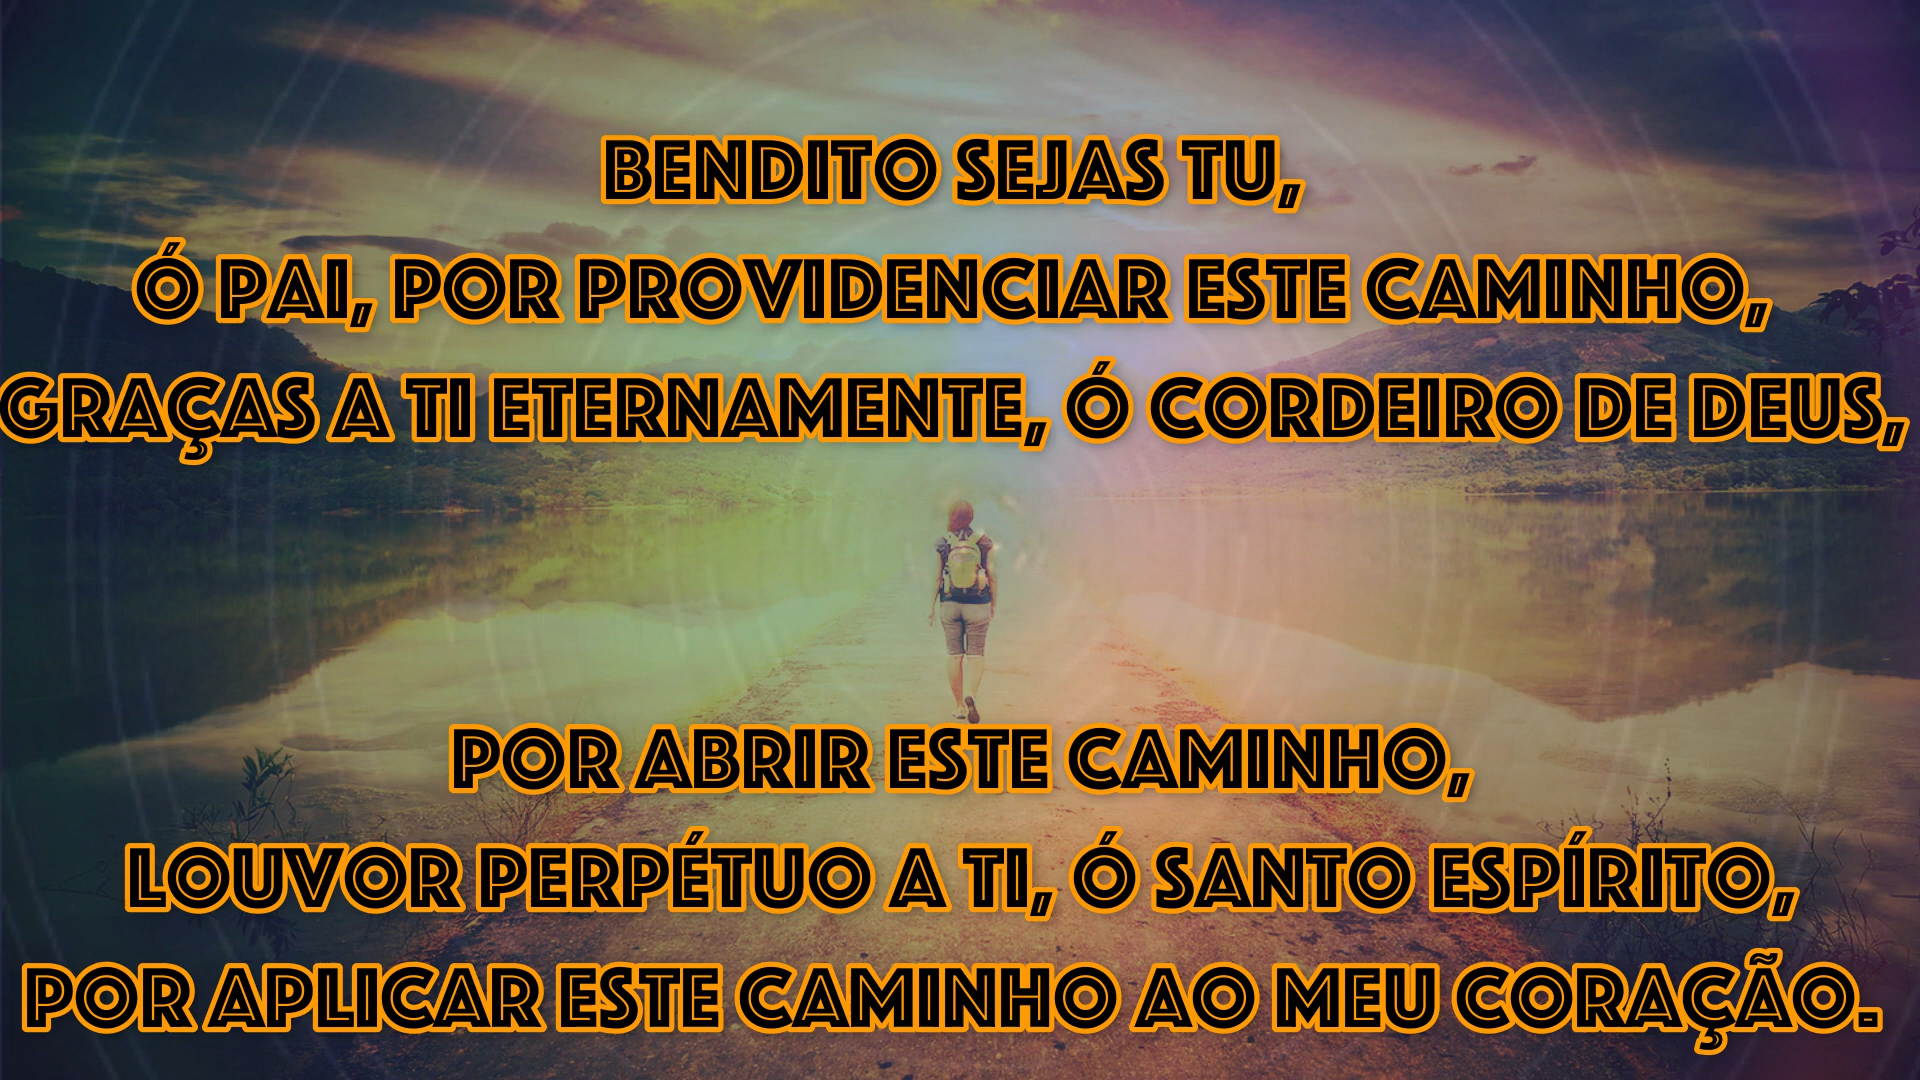 BENDITO SEJAS TU,
Ó PAI, POR PROVIDENCIAR ESTE CAMINHO,
GRAÇAS A TI ETERNAMENTE, Ó CORDEIRO DE DEUS,
POR ABRIR ESTE CAMINHO,
LOUVOR PERPÉTUO A TI, Ó SANTO ESPÍRITO,
POR APLICAR ESTE CAMINHO AO MEU CORAÇÃO.